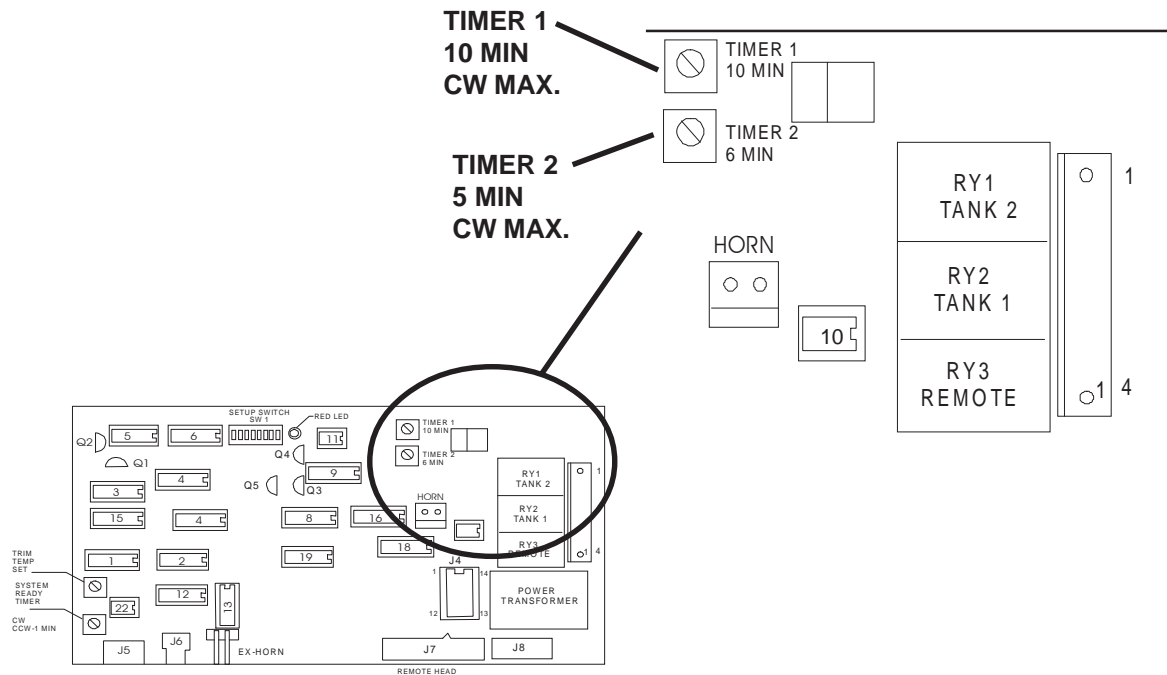 TIMER 1
10 MIN
CW MAX.
TIMER 1
10 MIN
TIMER 2
6 MIN
TIMER 2
5 MIN
CW MAX.
HORN
10
RY1
TANK 2
RY2
TANK 1
RY3
REMOTE
1
1 4
SETUP SWITCH
SW 1
RED LED
Q2
5
6
11
TIMER 1
10 MIN
TIMER 2
6 MIN
Q1
Q4
9
3
4
Q5
Q3
HORN
RY1
TANK 2
RY2
TANK 1
RY3
REMOTE
1
1 4
15
4
8
16
18
1
2
19
J4
1
14
12
13
POWER
TRANSFORMER
TRIM
TEMP
SET
SYSTEM
READY
TIMER
CW
CCW-1 MIN
22
12
13
J5
J6
EX-HORN
J7
J8
REMOTE HEAD